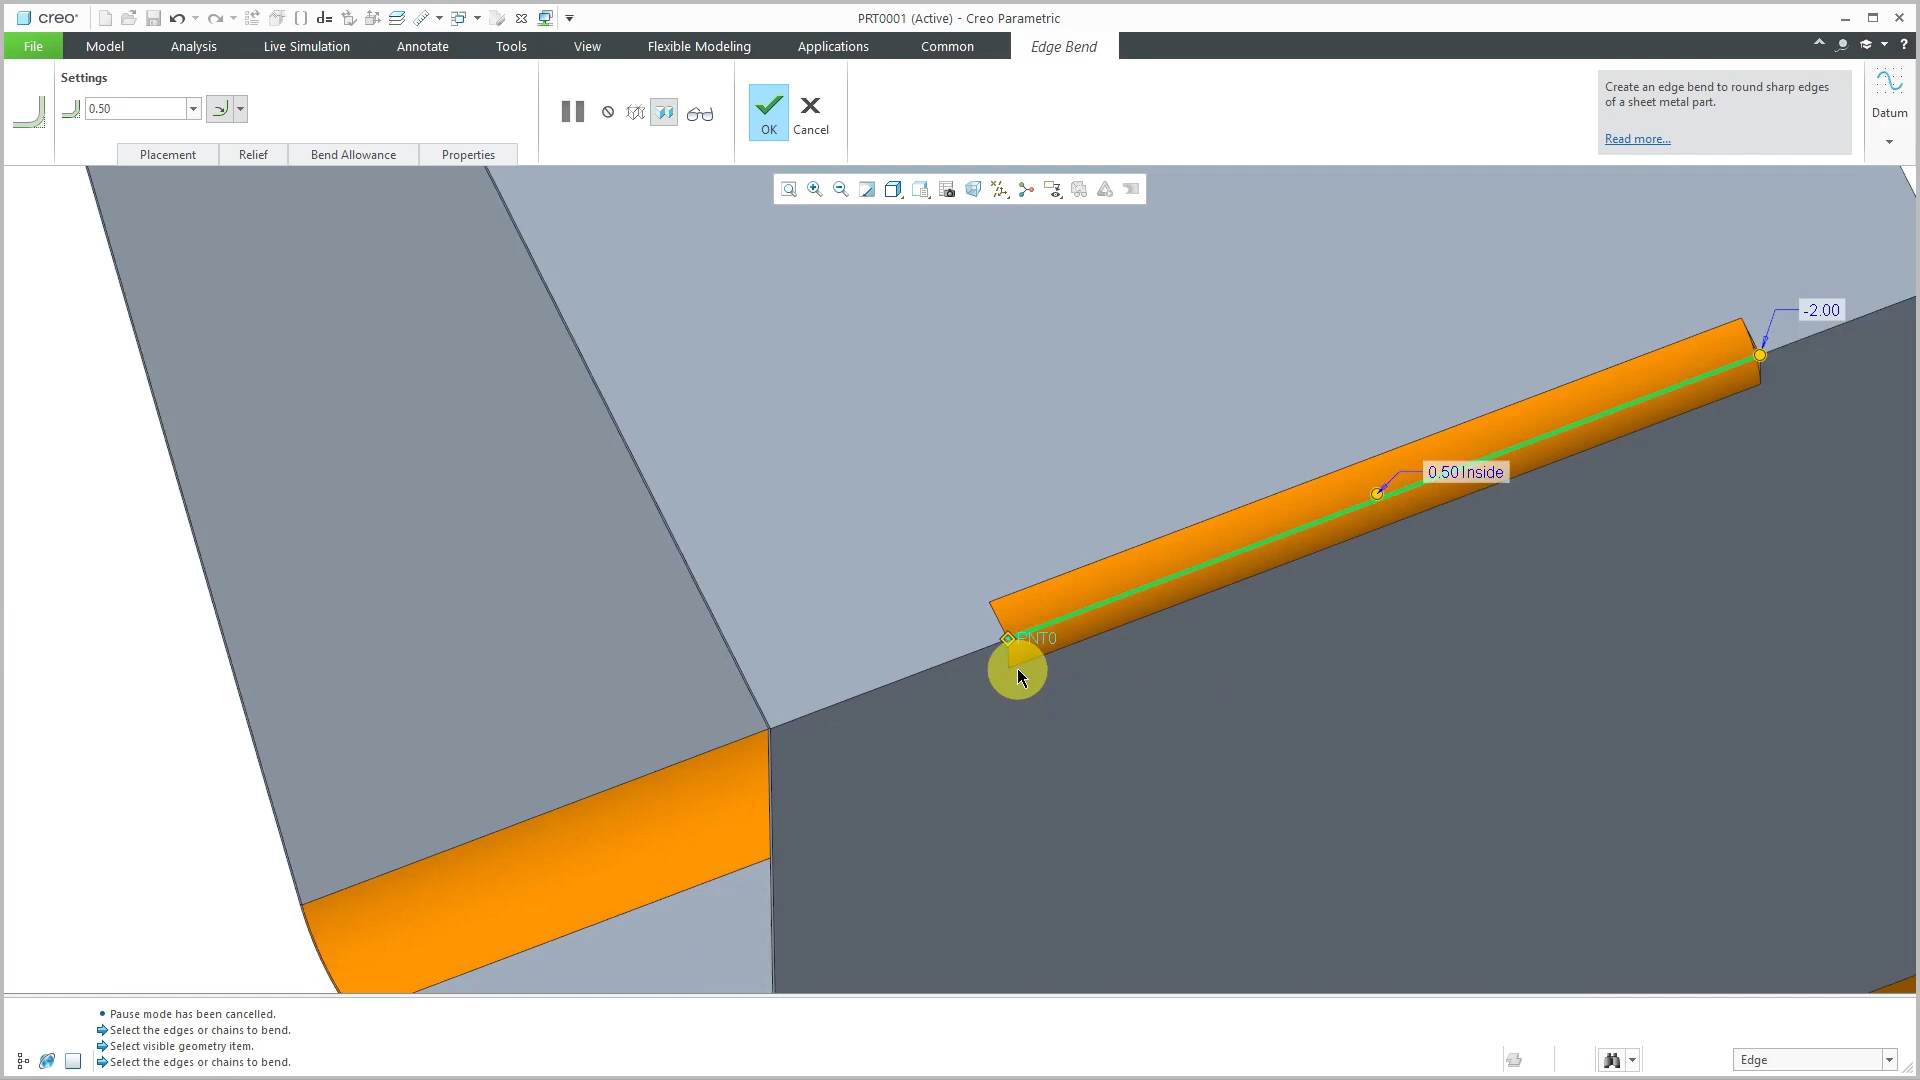 creo®
PRT0001 (Active) - Creo Parametric
File
Model
Analysis
Live Simulation
Annotate
Tools
View
Flexible Modeling
Applications
Common
Edge Bend
Settings
0.50
OK
Cancel
Placement
Relief
Bend Allowance
Properties
Create an edge bend to round sharp edges
of a sheet metal part.
Read more...
Datum
-2.00
0.50 Inside
PNT0
Pause mode has been cancelled.
Select the edges or chains to bend.
Select visible geometry item.
Select the edges or chains to bend.
Edge